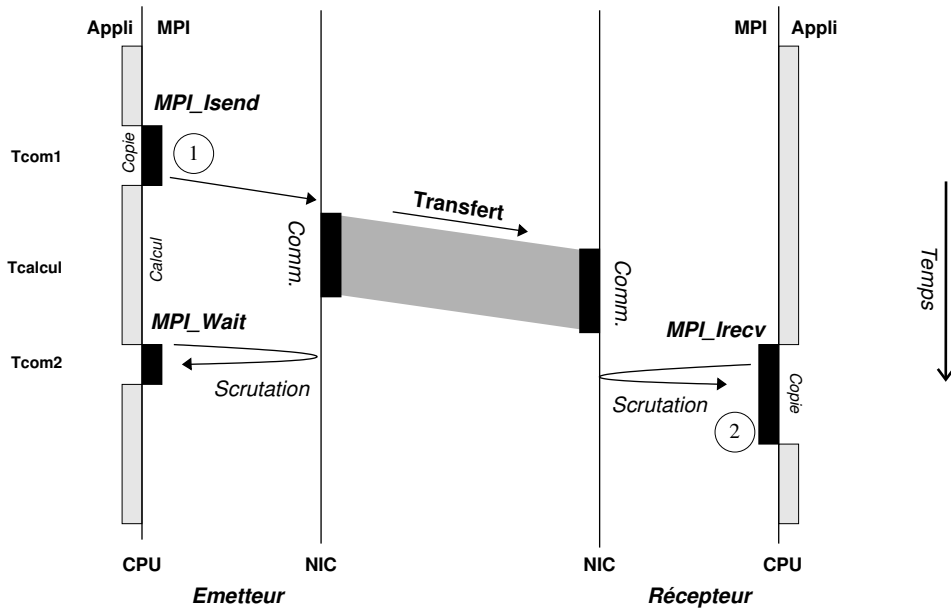 Appli MPI MPI Appli
MPI_Isend
Copie
1
Tcom1
Transfert
Comm.
Calcul
Tcalcul
Comm.
Temps
MPI_Wait
MPI_Irecv
Tcom2
Scrutation
Scrutation
Copie
2
CPU NIC NIC CPU
Emetteur Récepteur